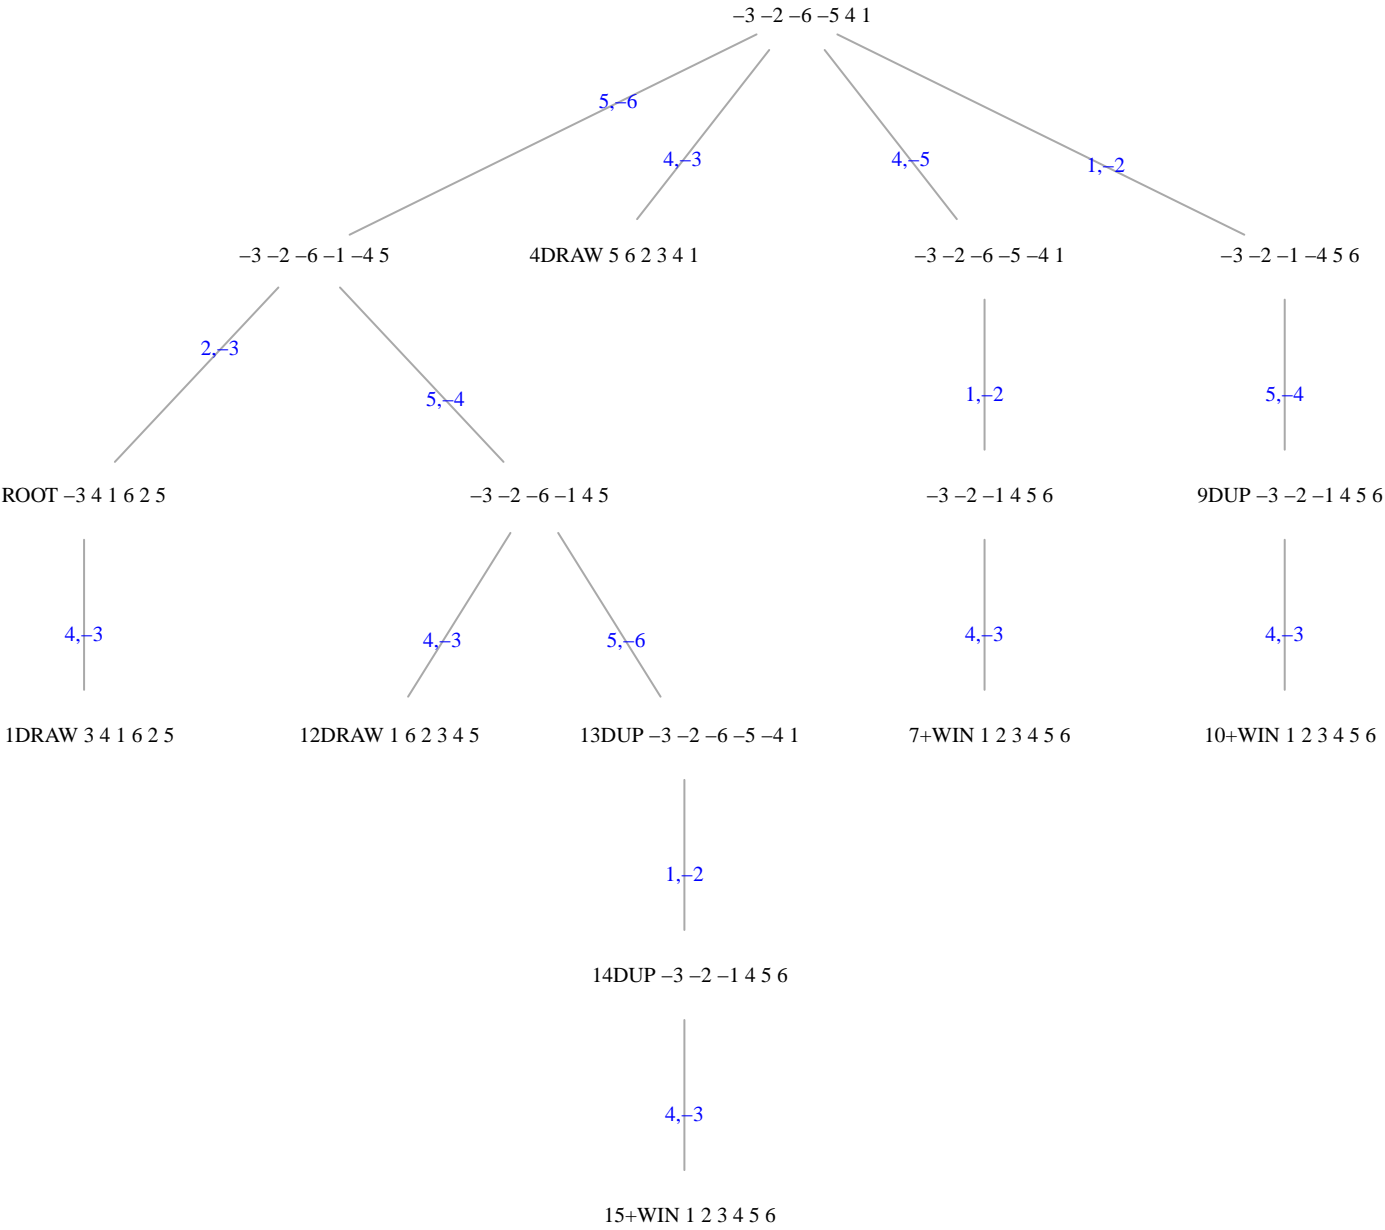 –3 –2 –6 –5 4 1
5,–6
4,–3
4,–5
1,–2
–3 –2 –6 –1 –4 5
4DRAW 5 6 2 3 4 1
–3 –2 –6 –5 –4 1
–3 –2 –1 –4 5 6
2,–3
5,–4
1,–2
5,–4
ROOT –3 4 1 6 2 5
–3 –2 –6 –1 4 5
–3 –2 –1 4 5 6
9DUP –3 –2 –1 4 5 6
4,–3
4,–3
5,–6
4,–3
4,–3
1DRAW 3 4 1 6 2 5
12DRAW 1 6 2 3 4 5
13DUP –3 –2 –6 –5 –4 1
7+WIN 1 2 3 4 5 6
10+WIN 1 2 3 4 5 6
1,–2
14DUP –3 –2 –1 4 5 6
4,–3
15+WIN 1 2 3 4 5 6